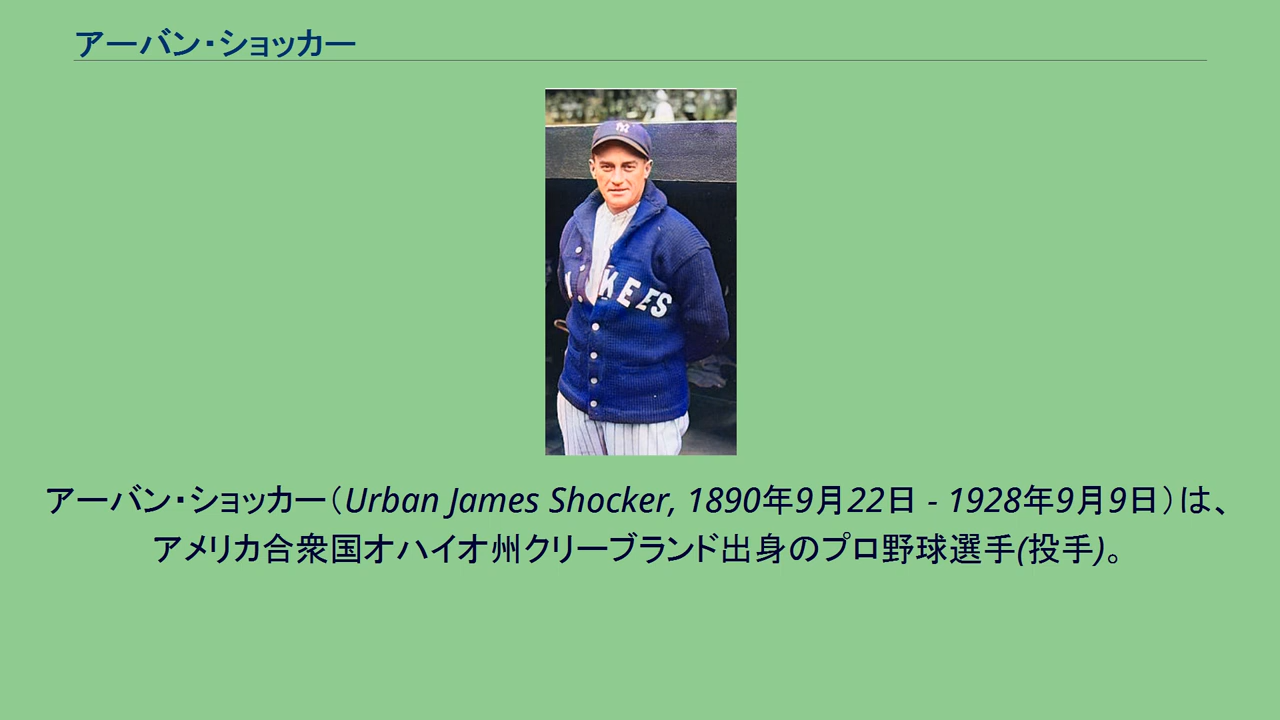 アーバン・ショッカー
NY
KEES
アーバン・ショッカー（Urban James Shocker, 1890年9月22日 - 1928年9月9日）は、
アメリカ合衆国オハイオ州クリーブランド出身のプロ野球選手(投手)。